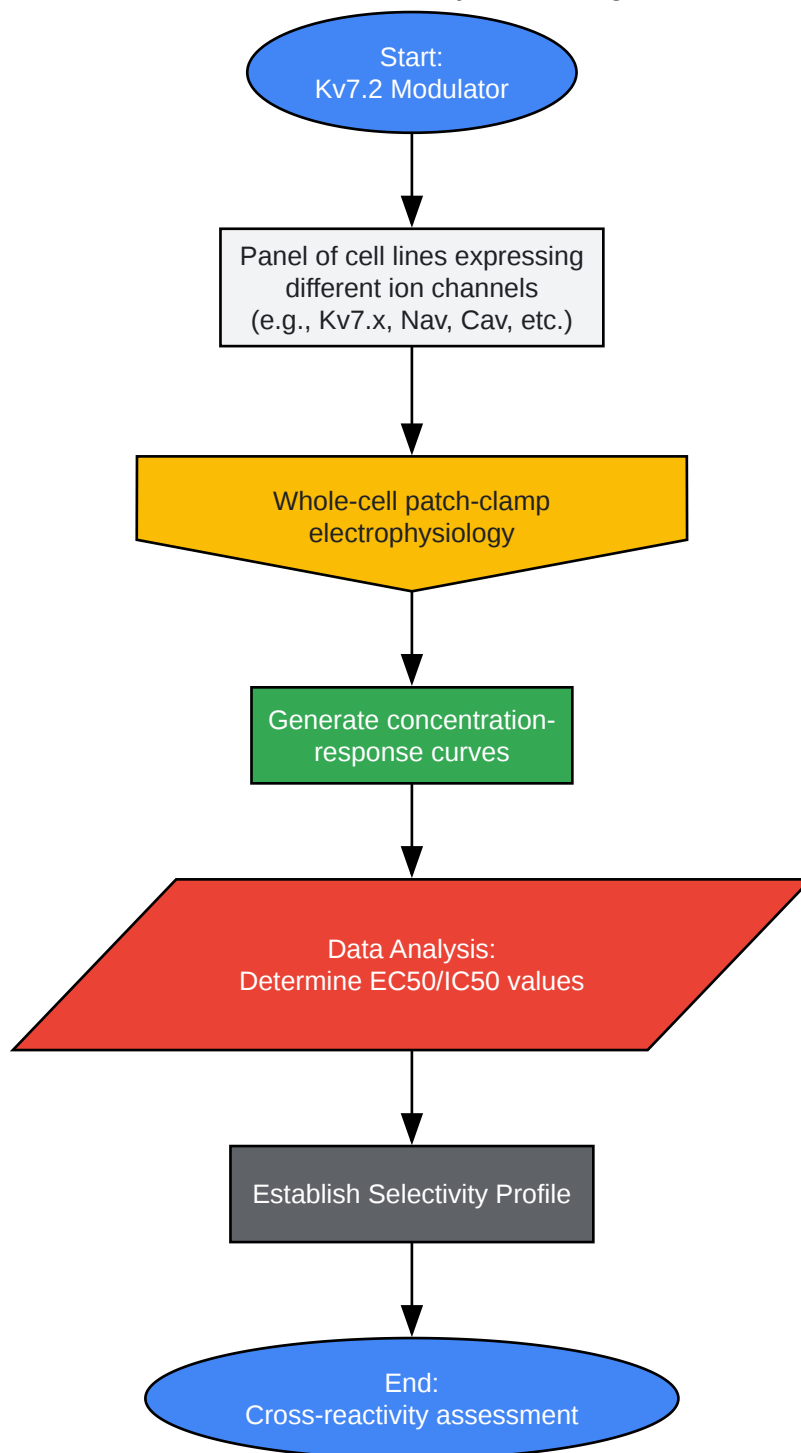 Start:
Kv7.2 Modulator
Panel of cell lines expressing
different ion channels
(e.g., Kv7.x, Nav, Cav, etc.)
Whole-cell patch-clamp
electrophysiology
Generate concentration-
response curves
Data Analysis:
Determine EC50/IC50 values
Establish Selectivity Profile
End:
Cross-reactivity assessment